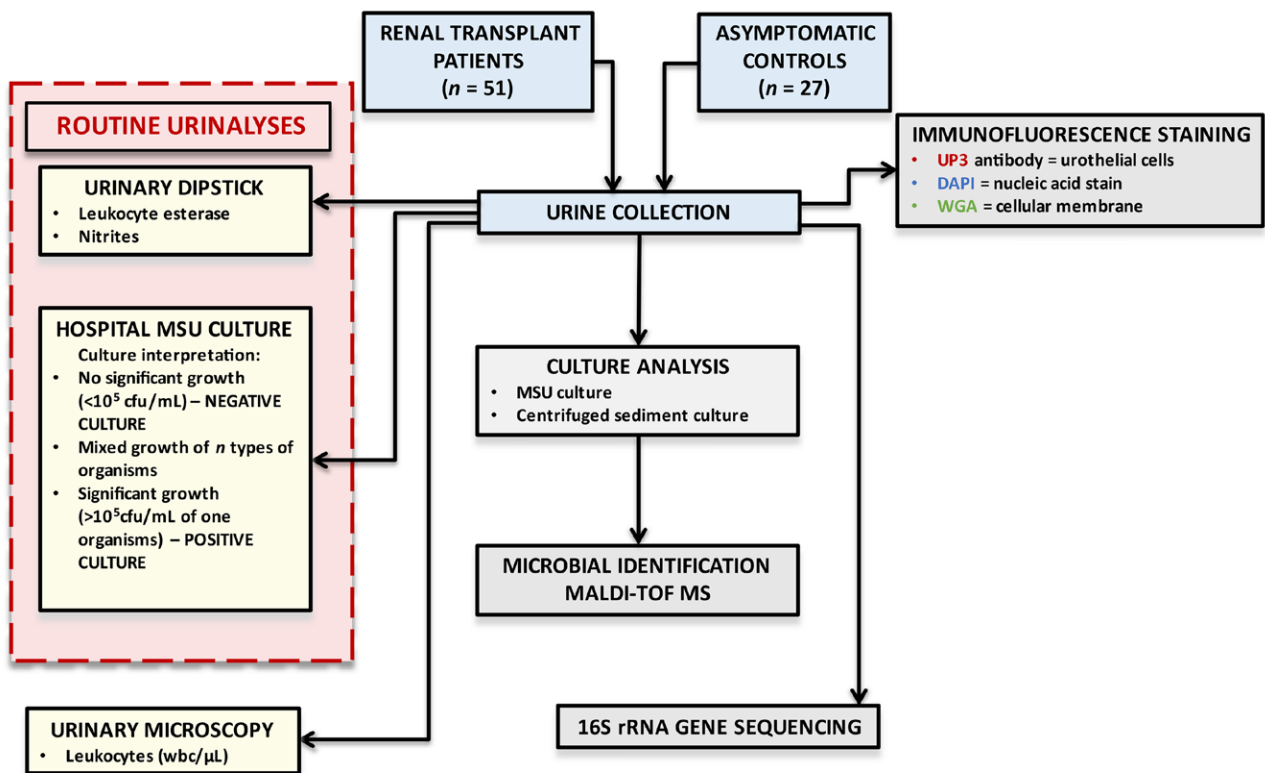 RENAL TRANSPLANT
PATIENTS
(n = 51)
ASYMPTOMATIC
CONTROLS
(n = 27)
ROUTINE URINALYSES
URINARY DIPSTICK
• Leukocyte esterase
• Nitrites
HOSPITAL MSU CULTURE
Culture interpretation:
• No significant growth
(<10⁵ cfu/mL) – NEGATIVE
CULTURE
• Mixed growth of n types of
organisms
• Significant growth
(>10⁵cfu/mL of one
organisms) – POSITIVE
CULTURE
URINARY MICROSCOPY
• Leukocytes (wbc/µL)
URINE COLLECTION
CULTURE ANALYSIS
• MSU culture
• Centrifuged sediment culture
MICROBIAL IDENTIFICATION
MALDI-TOF MS
16S rRNA GENE SEQUENCING
IMMUNOFLUORESCENCE STAINING
• UP3 antibody = urothelial cells
• DAPI = nucleic acid stain
• WGA = cellular membrane